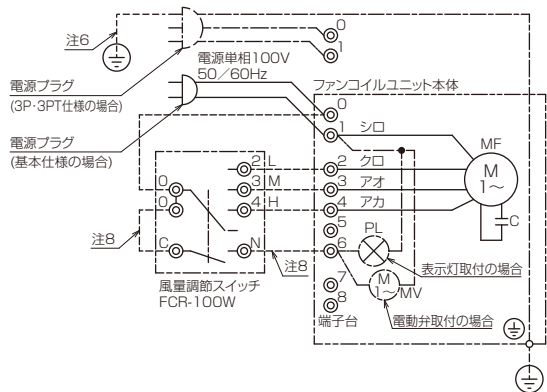 注6
0
1
電源プラグ
(3P・3PT仕様の場合)
電源単相100V
50／60Hz
ファンコイルユニット本体
電源プラグ
(基本仕様の場合)
0
1 シロ
MF
2 L
2 クロ
M
1～
0
3 M
3 アオ
0
4 H
4 アカ
C
5
PL
注8
C
N
注8
6
表示灯取付の場合
風量調節スイッチ
FCR-100W
7
M
1～
MV
8
端子台
電動弁取付の場合